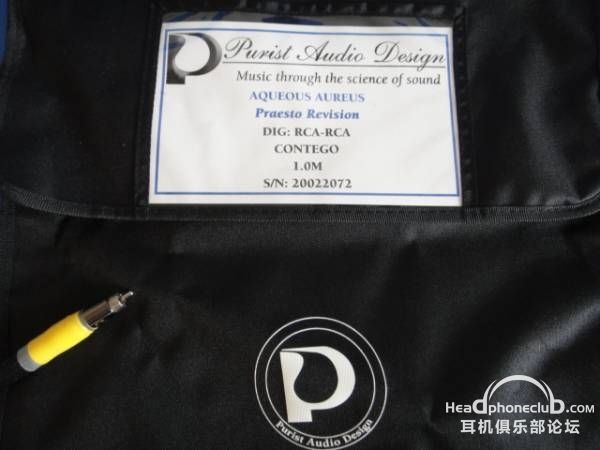 Purist Audio Design
Music through the science of sound
AQUEOUS AUREUS
Praesto Revision
DIG: RCA-RCA
CONTEGO
1.0M
S/N: 20022072
Purist Audio Design
HeadphonecluB.com
耳机俱乐部论坛